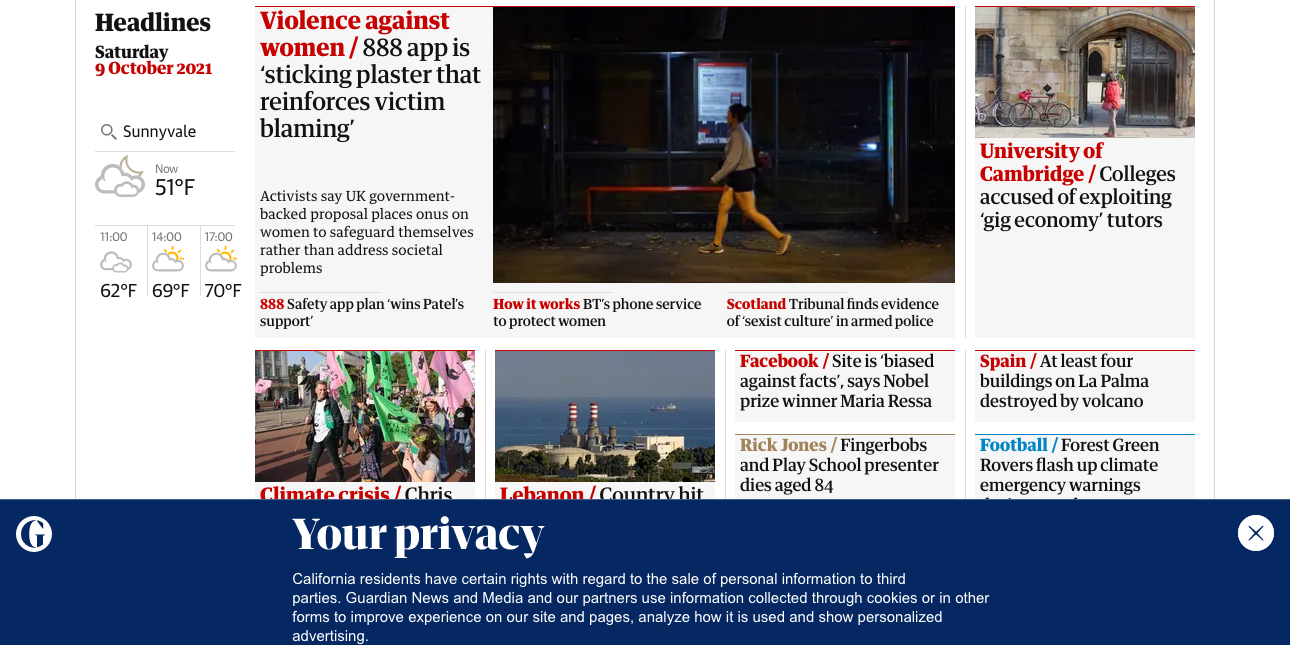 Headlines
Saturday
9 October 2021
Sunnyvale
Now
51°F
11:00
14:00
17:00
62°F
69°F
70°F
Violence against
women / 888 app is
‘sticking plaster that
reinforces victim
blaming’
Activists say UK government-
backed proposal places onus on
women to safeguard themselves
rather than address societal
problems
888 Safety app plan ‘wins Patel’s
support’
How it works BT’s phone service
to protect women
Scotland Tribunal finds evidence
of ‘sexist culture’ in armed police
University of
Cambridge / Colleges
accused of exploiting
‘gig economy’ tutors
Climate crisis / Chris
Lebanon / Country hit
Facebook / Site is ‘biased
against facts’, says Nobel
prize winner Maria Ressa
Rick Jones / Fingerbobs
and Play School presenter
dies aged 84
Spain / At least four
buildings on La Palma
destroyed by volcano
Football / Forest Green
Rovers flash up climate
emergency warnings
Your privacy
California residents have certain rights with regard to the sale of personal information to third
parties. Guardian News and Media and our partners use information collected through cookies or in other
forms to improve experience on our site and pages, analyze how it is used and show personalized
advertising.